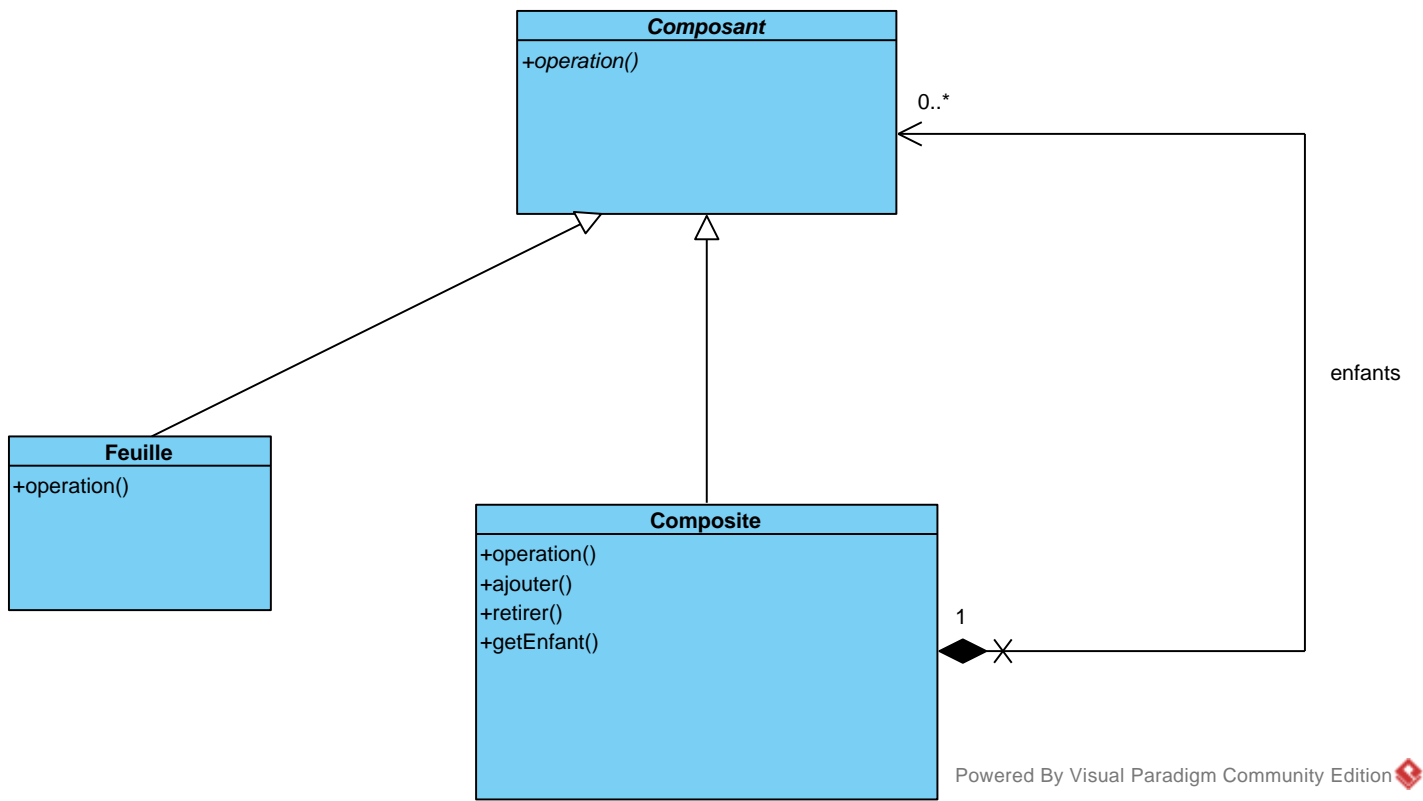 Composant
+operation()
0..*
enfants
Feuille
+operation()
Composite
+operation()
+ajouter()
+retirer()
+getEnfant()
1
Powered By Visual Paradigm Community Edition